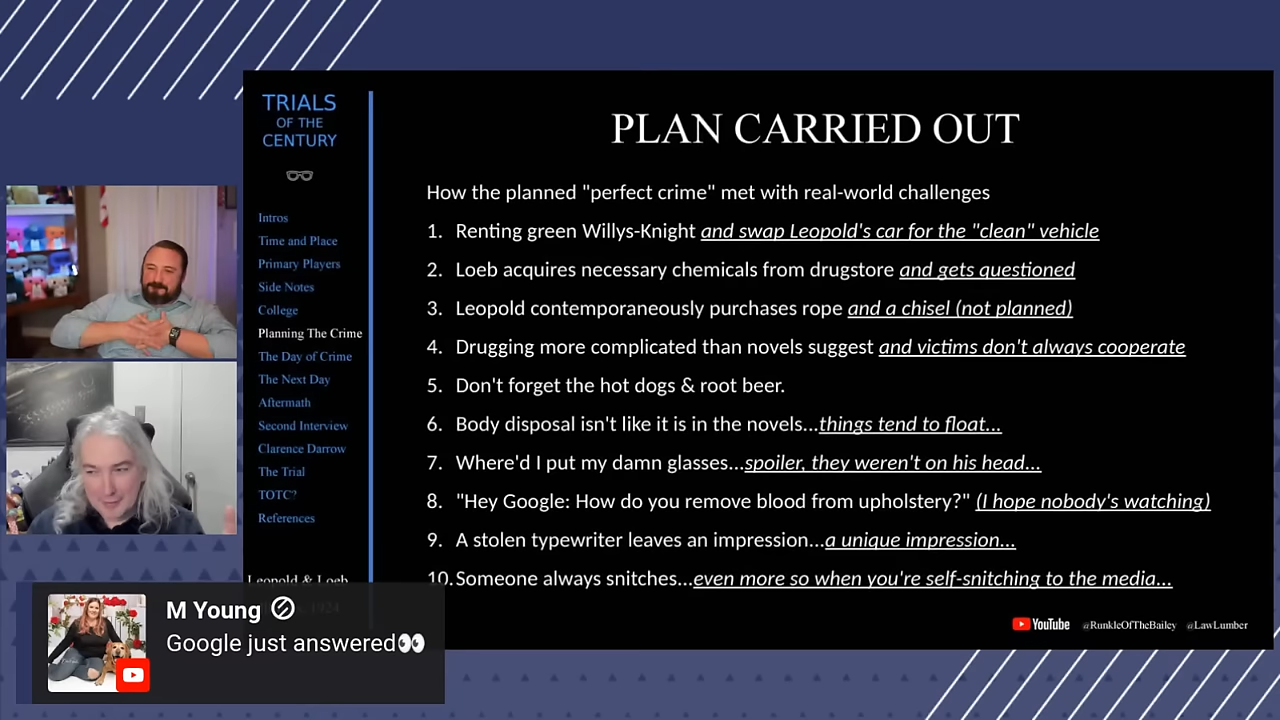 TRIALS
OF THE
CENTURY
Intros
Time and Place
Primary Players
Side Notes
College
Planning The Crime
The Day of Crime
The Next Day
Aftermath
Second Interview
Clarence Darrow
The Trial
TOTC?
References
Leopold & Loeb
1924
PLAN CARRIED OUT
How the planned "perfect crime" met with real-world challenges
1. Renting green Willys-Knight and swap Leopold's car for the "clean" vehicle
2. Loeb acquires necessary chemicals from drugstore and gets questioned
3. Leopold contemporaneously purchases rope and a chisel (not planned)
4. Drugging more complicated than novels suggest and victims don't always cooperate
5. Don't forget the hot dogs & root beer.
6. Body disposal isn't like it is in the novels...things tend to float...
7. Where'd I put my damn glasses...spoiler, they weren't on his head...
8. "Hey Google: How do you remove blood from upholstery?" (I hope nobody's watching)
9. A stolen typewriter leaves an impression...a unique impression...
10. Someone always snitches...even more so when you're self-snitching to the media...
YouTube @RunkleOfTheBailey @LawLumber
M Young
Google just answered👀